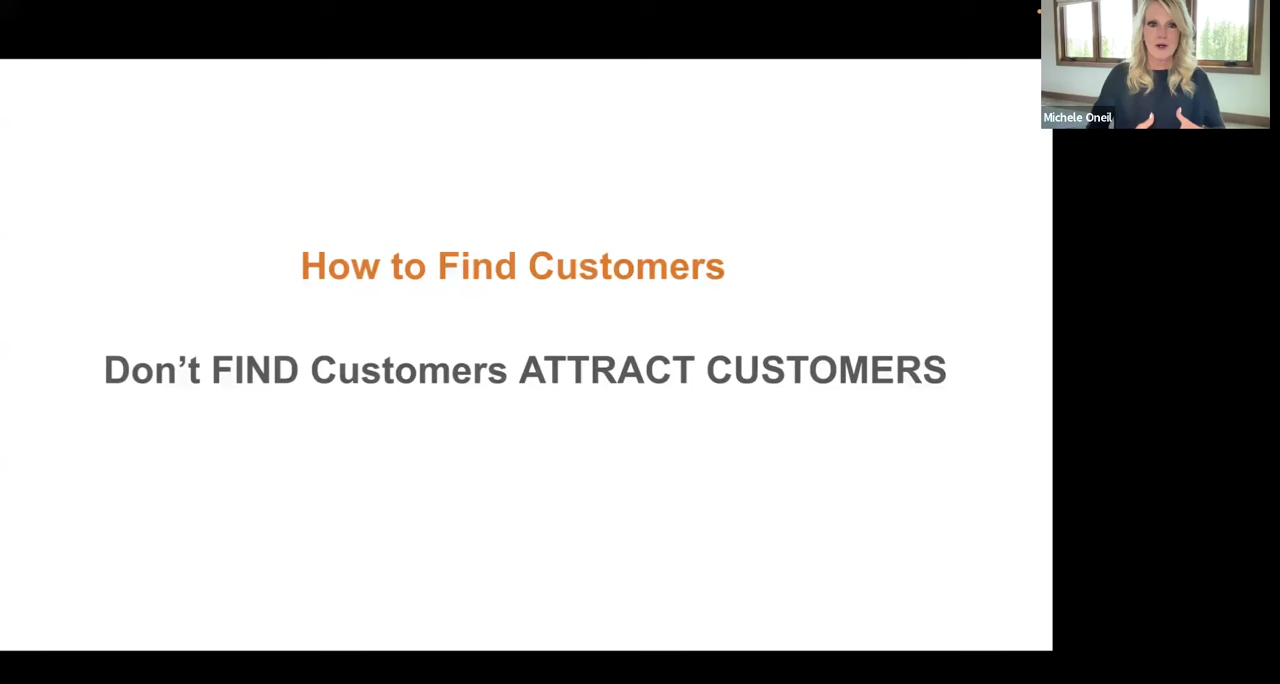 Michele Oneil
How to Find Customers
Don’t FIND Customers ATTRACT CUSTOMERS